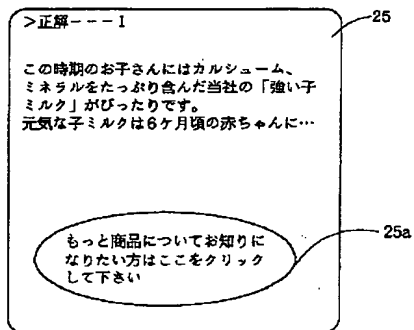 >正解---I
25
この時期のお子さんにはカルシューム、
ミネラルをたっぷり含んだ当社の「強い子
ミルク」がぴったりです。
元気な子ミルクは6ケ月頃の赤ちゃんに…
もっと商品についてお知りに
なりたい方はここをクリック
して下さい
25a